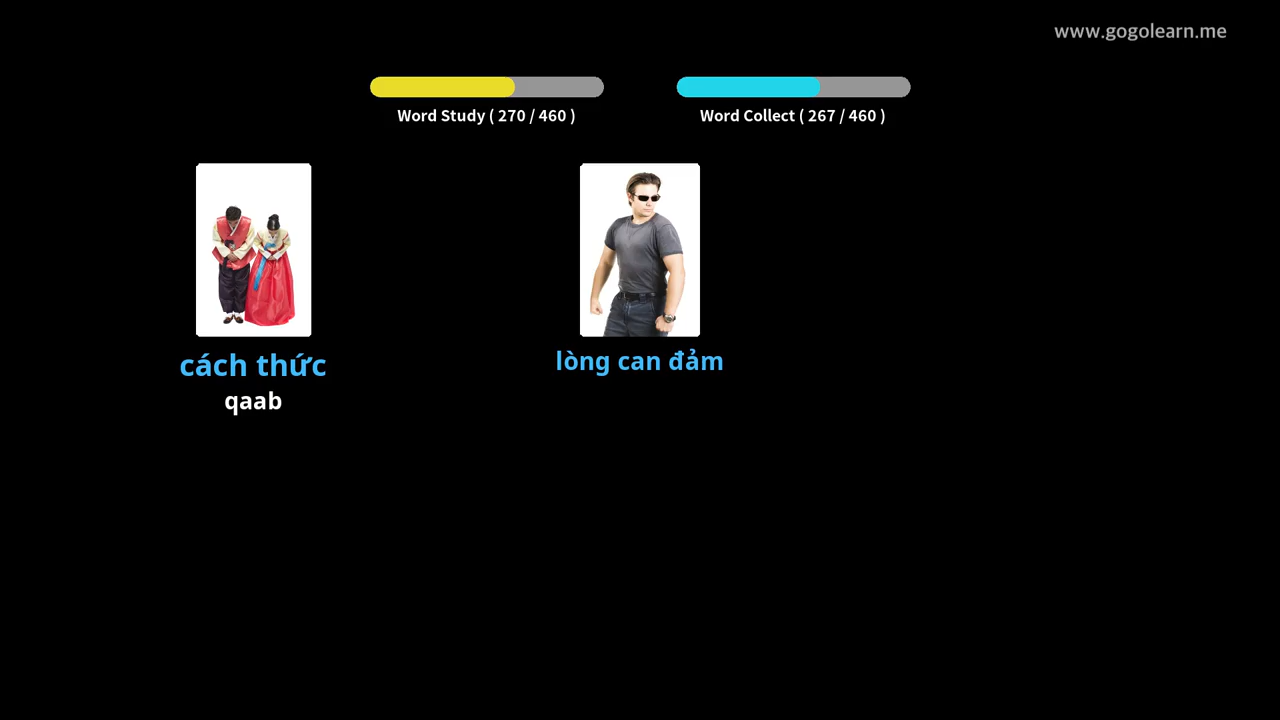 www.gogolearn.me
Word Study ( 270 / 460 )
Word Collect ( 267 / 460 )
cách thức
qaab
lòng can đảm